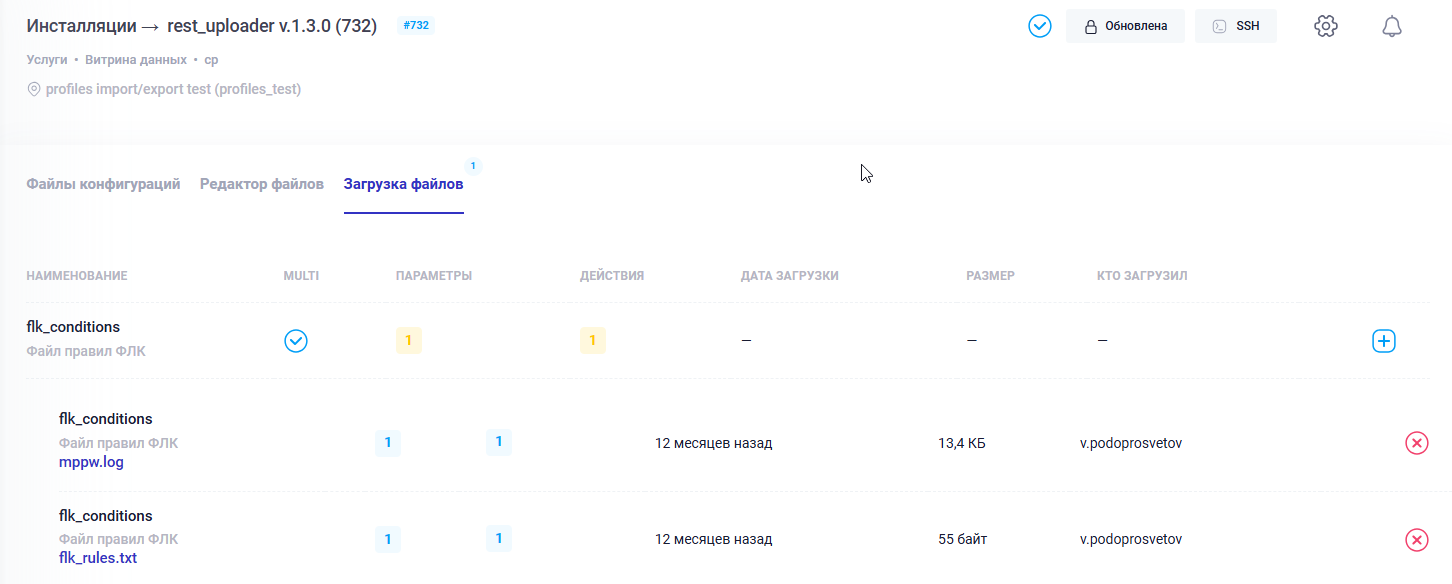 Инсталляции → rest_uploader v.1.3.0 (732) #732 Обновлена SSH
Услуги • Витрина данных • ср
profiles import/export test (profiles_test)
1
Файлы конфигураций Редактор файлов Загрузка файлов
НАИМЕНОВАНИЕ MULTI ПАРАМЕТРЫ ДЕЙСТВИЯ ДАТА ЗАГРУЗКИ РАЗМЕР КТО ЗАГРУЗИЛ
flk_conditions
Файл правил ФЛК
1 1 — — —
flk_conditions
Файл правил ФЛК
mppw.log
1 1 12 месяцев назад 13,4 КБ v.podoprosvetov
flk_conditions
Файл правил ФЛК
flk_rules.txt
1 1 12 месяцев назад 55 байт v.podoprosvetov